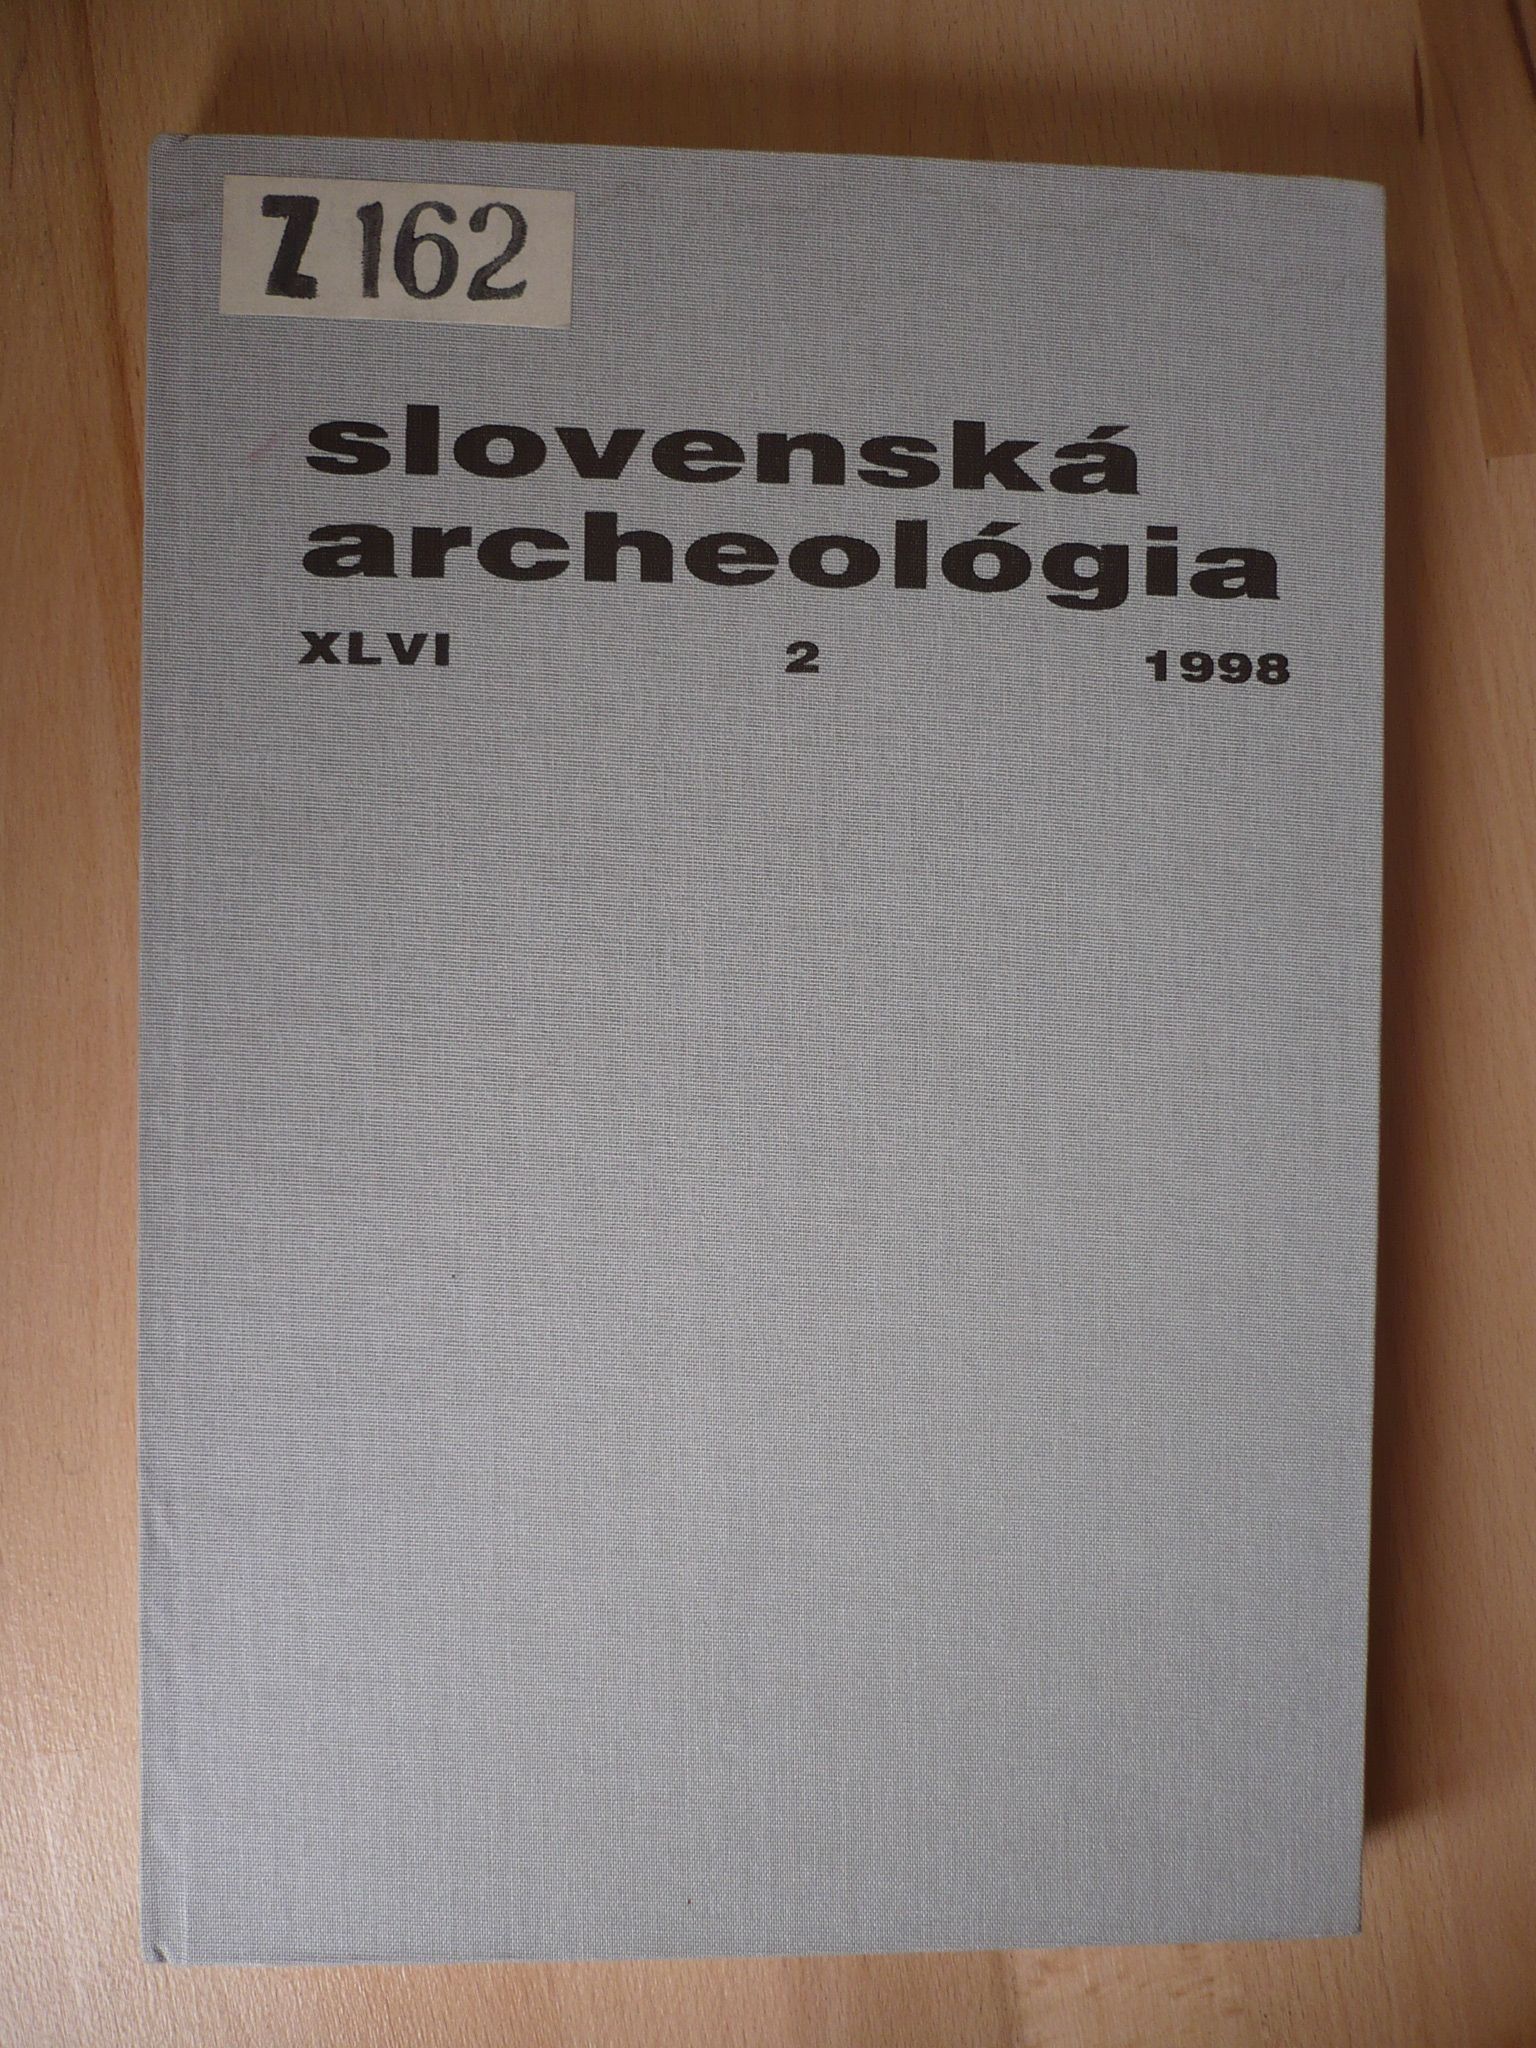 Z 162
slovenská
archeológia
XLVI 2 1998